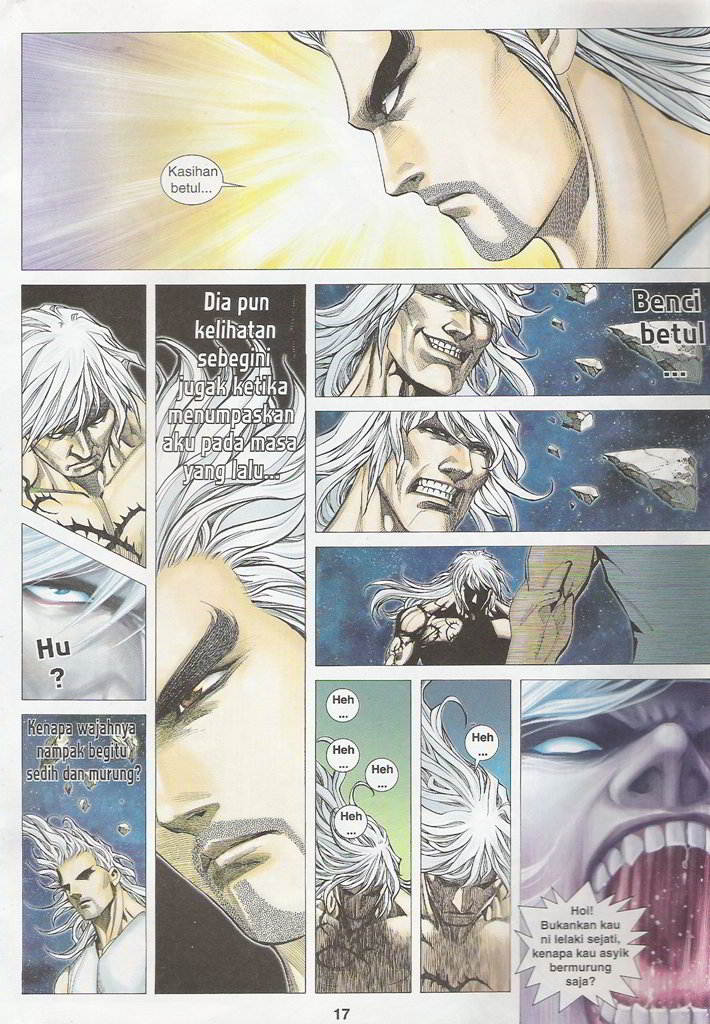 Kasihan
betul...
Hu
?
Kenapa wajahnya
nampak begitu
sedih dan murung?
Dia pun
kelihatan
sebegini
jugak ketika
menumpaskan
aku pada masa
yang lalu...
Benci
betul
...
Heh
...
Heh
...
Heh
...
Heh
...
Heh
...
Hoi!
Bukankan kau
ni lelaki sejati,
kenapa kau asyik
bermurung
saja?
17